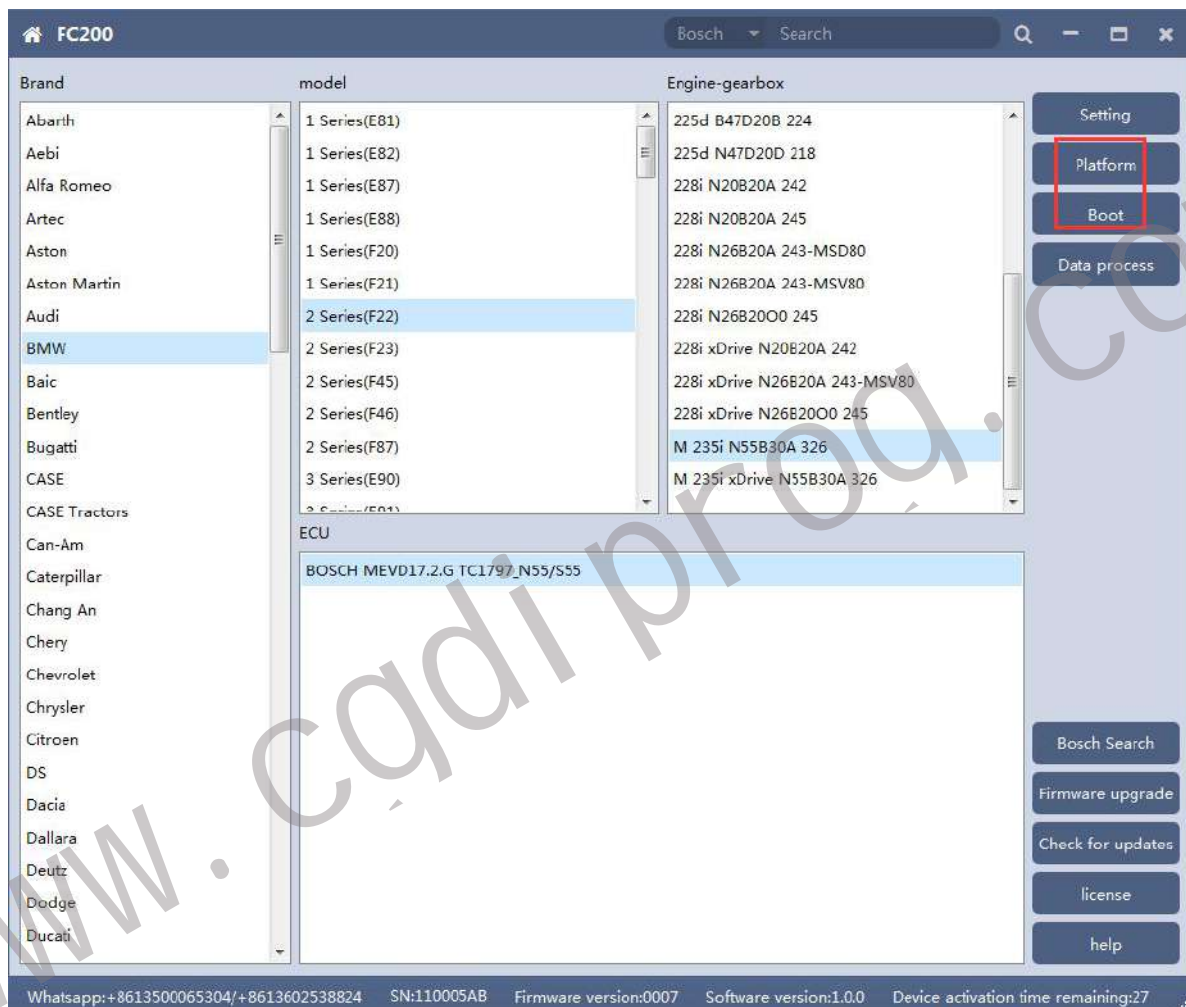 FC200
Bosch
Search
Brand
Abarth
Aebi
Alfa Romeo
Artec
Aston
Aston Martin
Audi
BMW
Baic
Bentley
Bugatti
CASE
CASE Tractors
Can-Am
Caterpillar
Chang An
Chery
Chevrolet
Chrysler
Citroen
DS
Dacia
Dallara
Deutz
Dodge
Ducati
model
1 Series(E81)
1 Series(E82)
1 Series(E87)
1 Series(E88)
1 Series(F20)
1 Series(F21)
2 Series(F22)
2 Series(F23)
2 Series(F45)
2 Series(F46)
2 Series(F87)
3 Series(E90)
3 Series(E91)
Engine-gearbox
225d B47D20B 224
225d N47D20D 218
228i N20B20A 242
228i N20B20A 245
228i N26B20A 243-MSD80
228i N26B20A 243-MSV80
228i N26B20O0 245
228i xDrive N20B20A 242
228i xDrive N26B20A 243-MSV80
228i xDrive N26B20O0 245
M 235i N55B30A 326
M 235i xDrive N55B30A 326
ECU
BOSCH MEVD17.2.G TC1797_N55/S55
Setting
Platform
Boot
Data process
Bosch Search
Firmware upgrade
Check for updates
license
help
Whatsapp:+8613500065304/+8613602538824 SN:110005AB Firmware version:0007 Software version:1.0.0 Device activation time remaining:27
www.cgdiprog.co